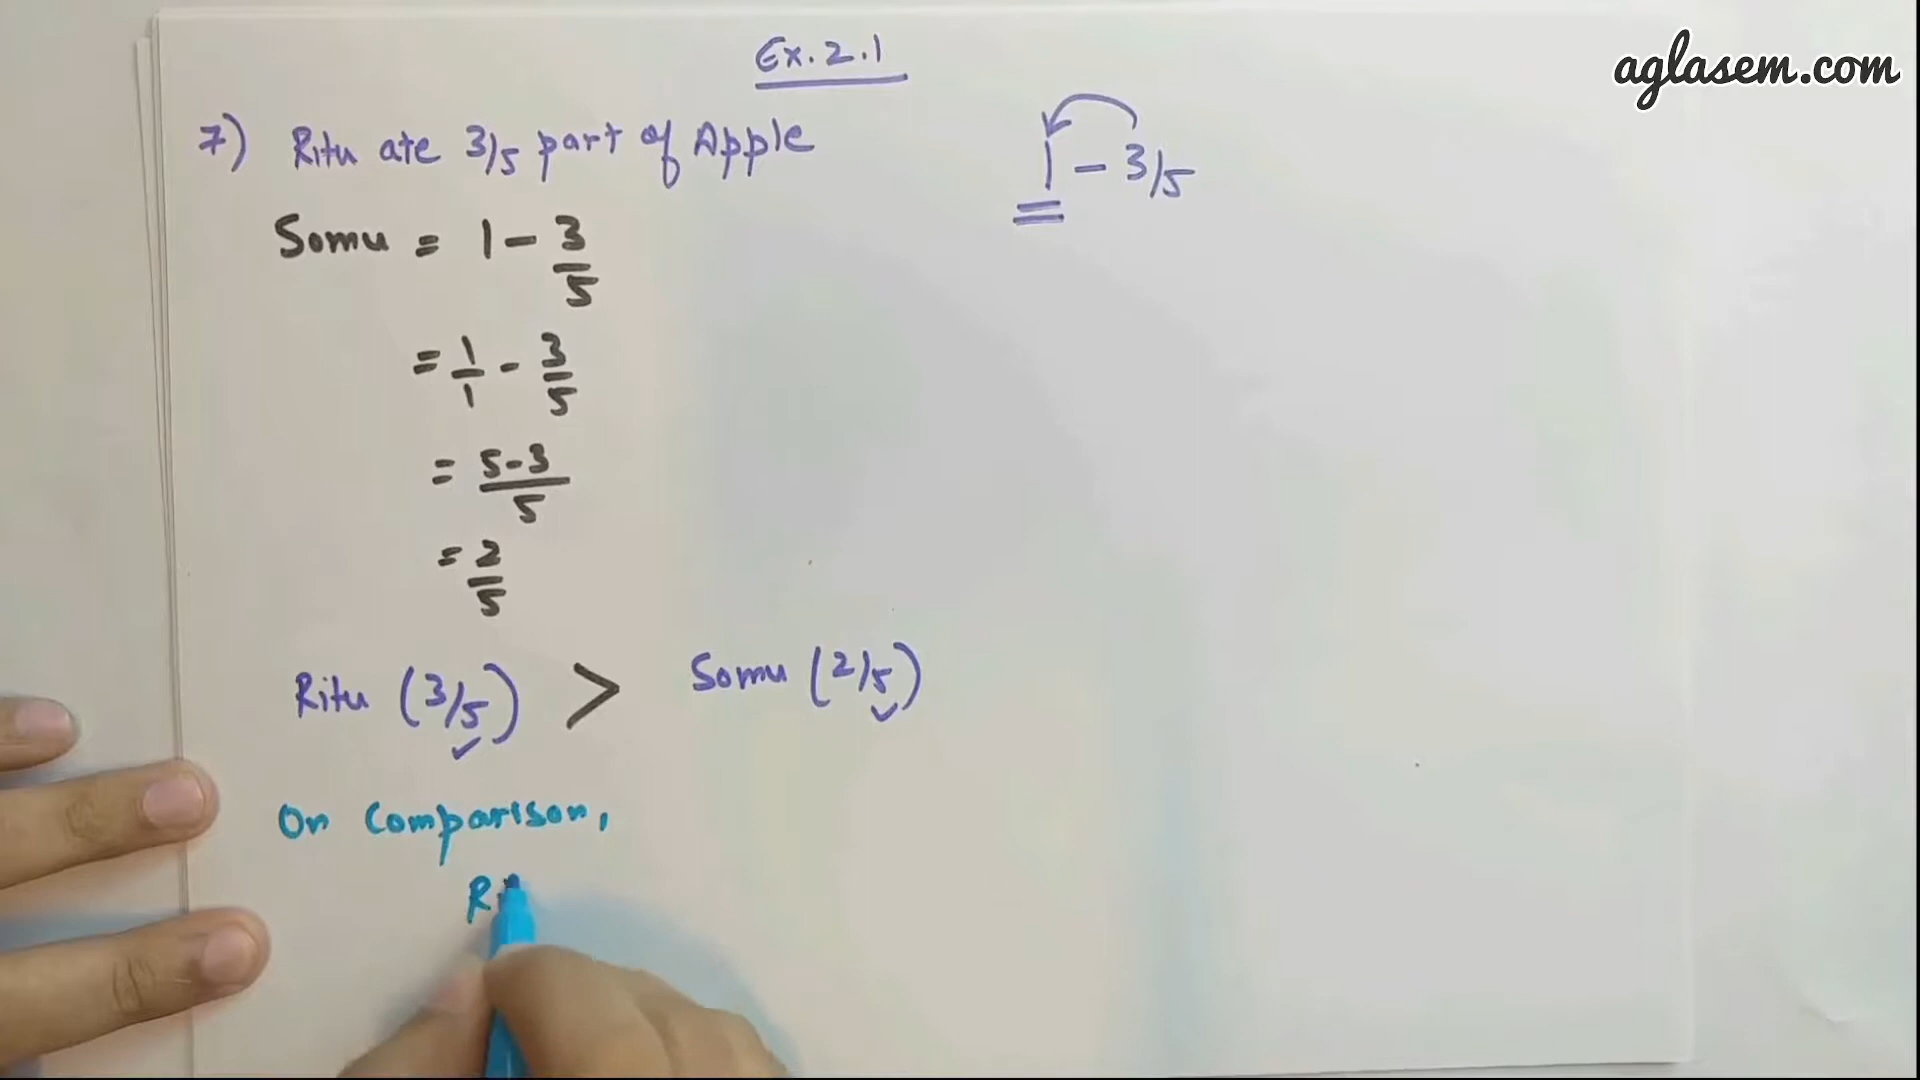 Ex. 2.1
aglasem.com
7) Ritu ate 3/5 part of Apple
1 - 3/5
Somu = 1 - 3/5
= 1/1 - 3/5
= 5-3/5
= 2/5
Ritu (3/5) > Somu (2/5)
On Comparison,